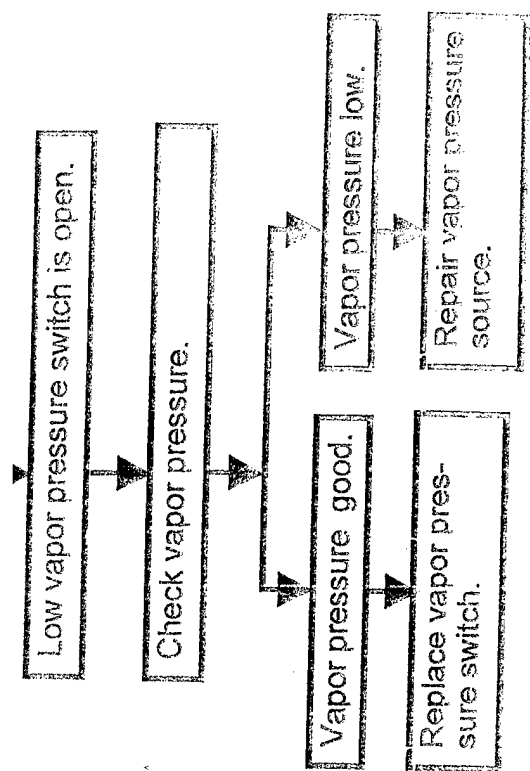 Low vapor pressure switch is open.
Check vapor pressure.
Vapor pressure good.
Replace vapor pres-
sure switch.
Vapor pressure low.
Repair vapor pressure
source.